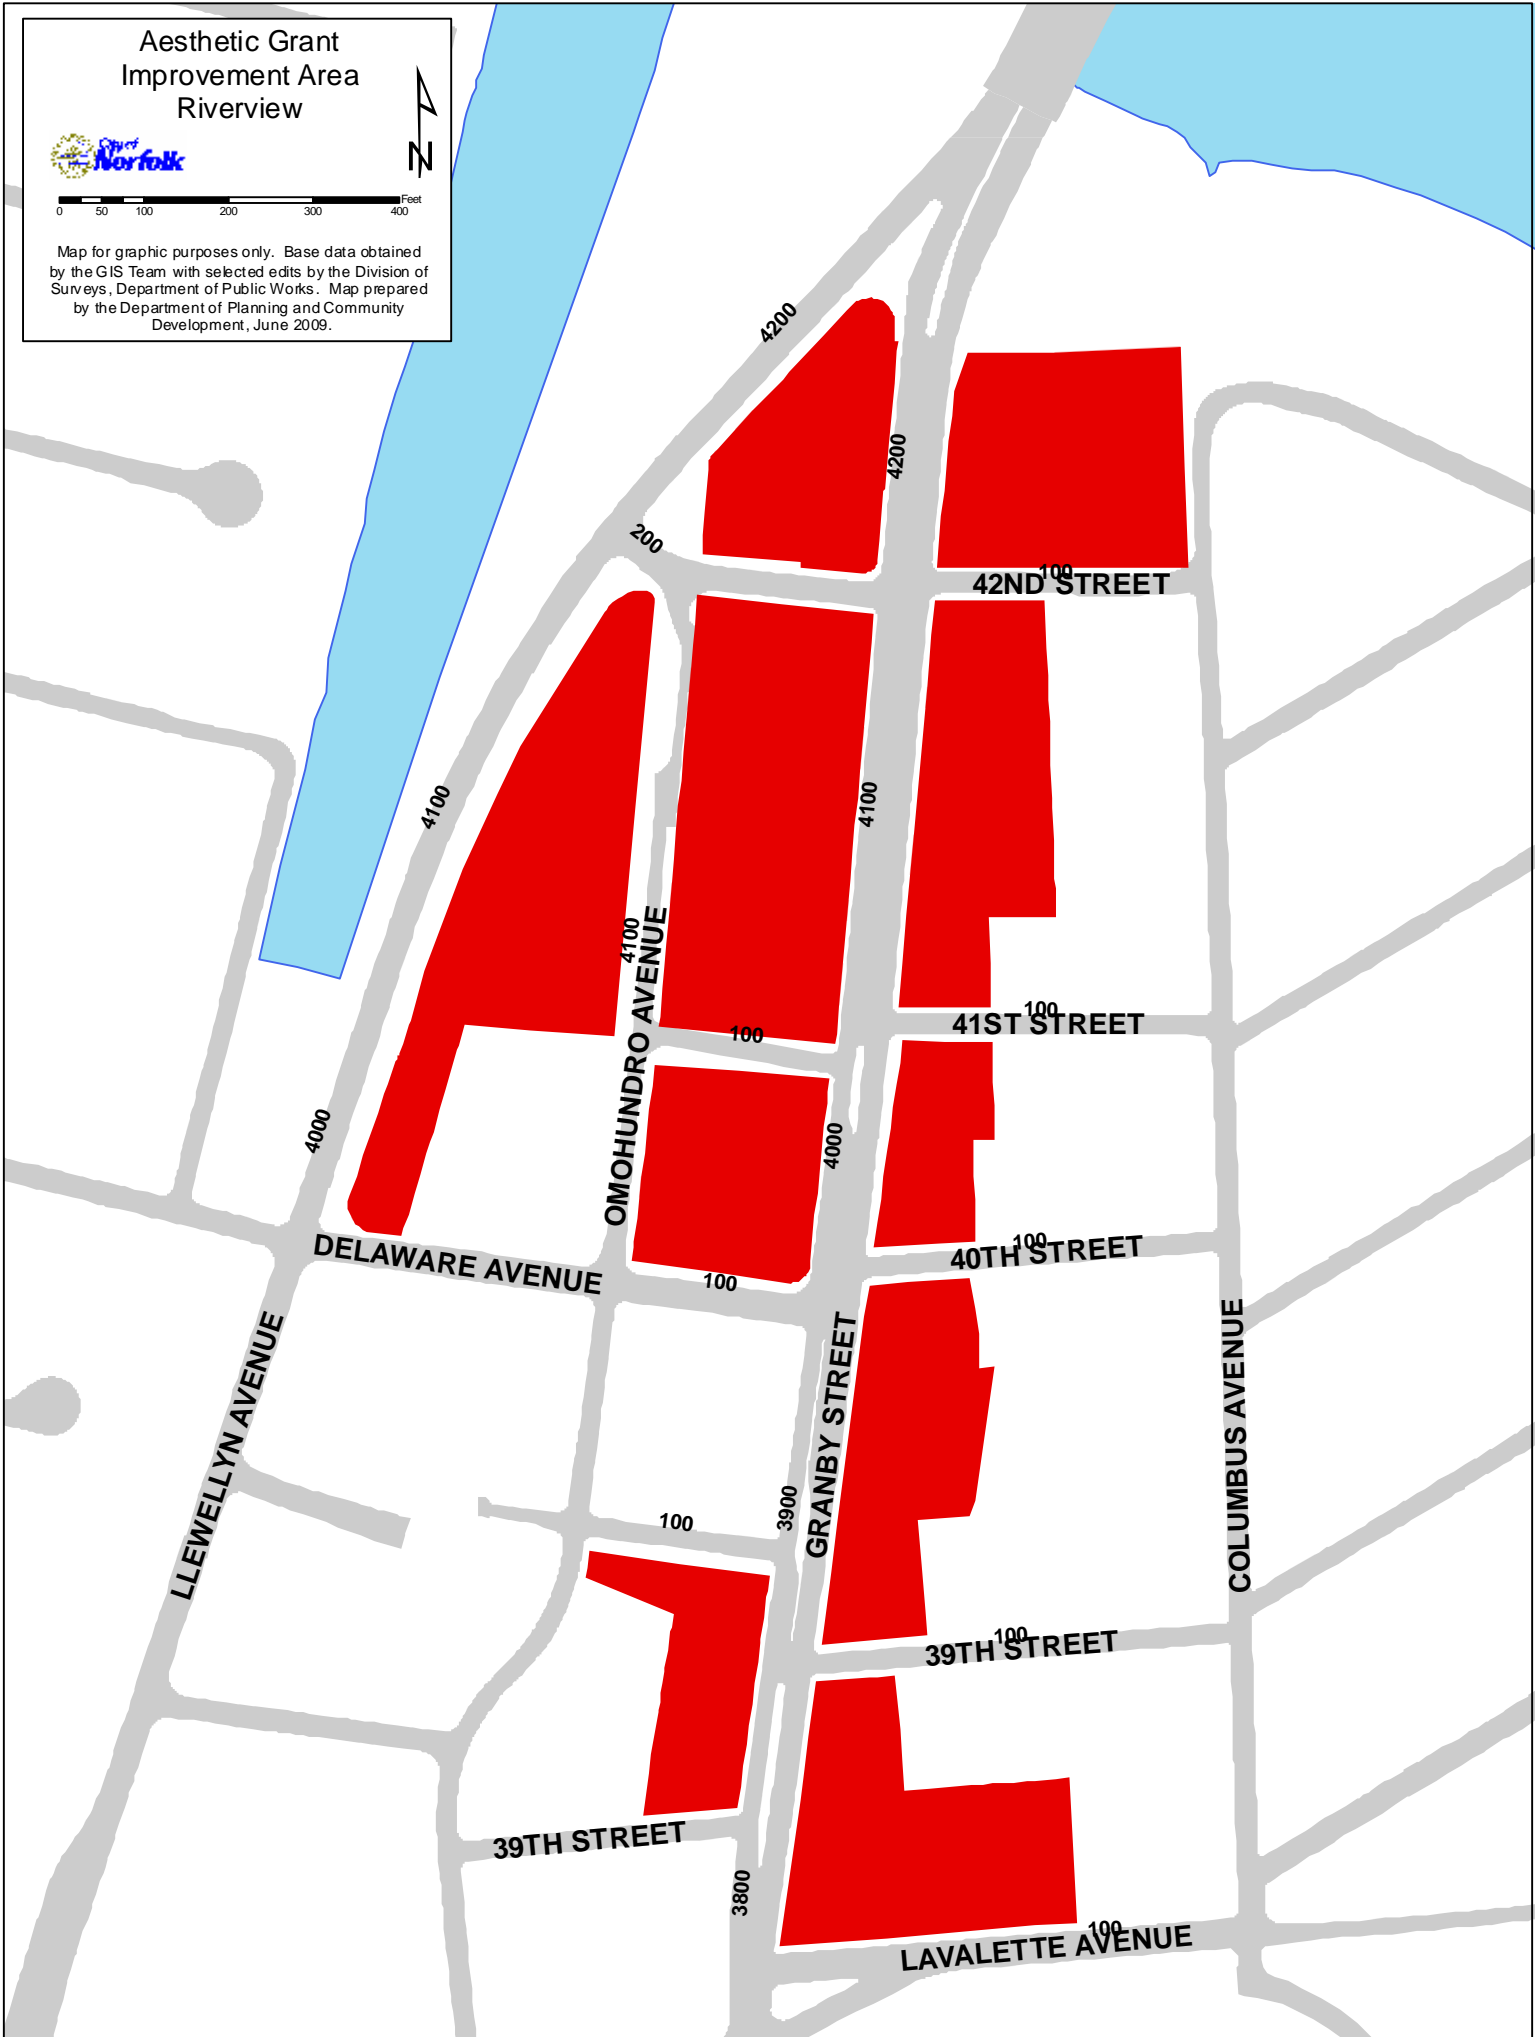 Aesthetic Grant
Improvement Area
Riverview
City of
Norfolk
N
Feet
0 50 100 200 300 400
Map for graphic purposes only. Base data obtained
by the GIS Team with selected edits by the Division of
Surveys, Department of Public Works. Map prepared
by the Department of Planning and Community
Development, June 2009.
4200
4200
200
100
42ND STREET
4100
4100
4100
OMOHUNDRO AVENUE
100
41ST STREET
100
4000
4000
100
40TH STREET
DELAWARE AVENUE
100
LLEWELLYN AVENUE
GRANBY STREET
COLUMBUS AVENUE
3900
100
100
39TH STREET
39TH STREET
3800
100
LAVALETTE AVENUE